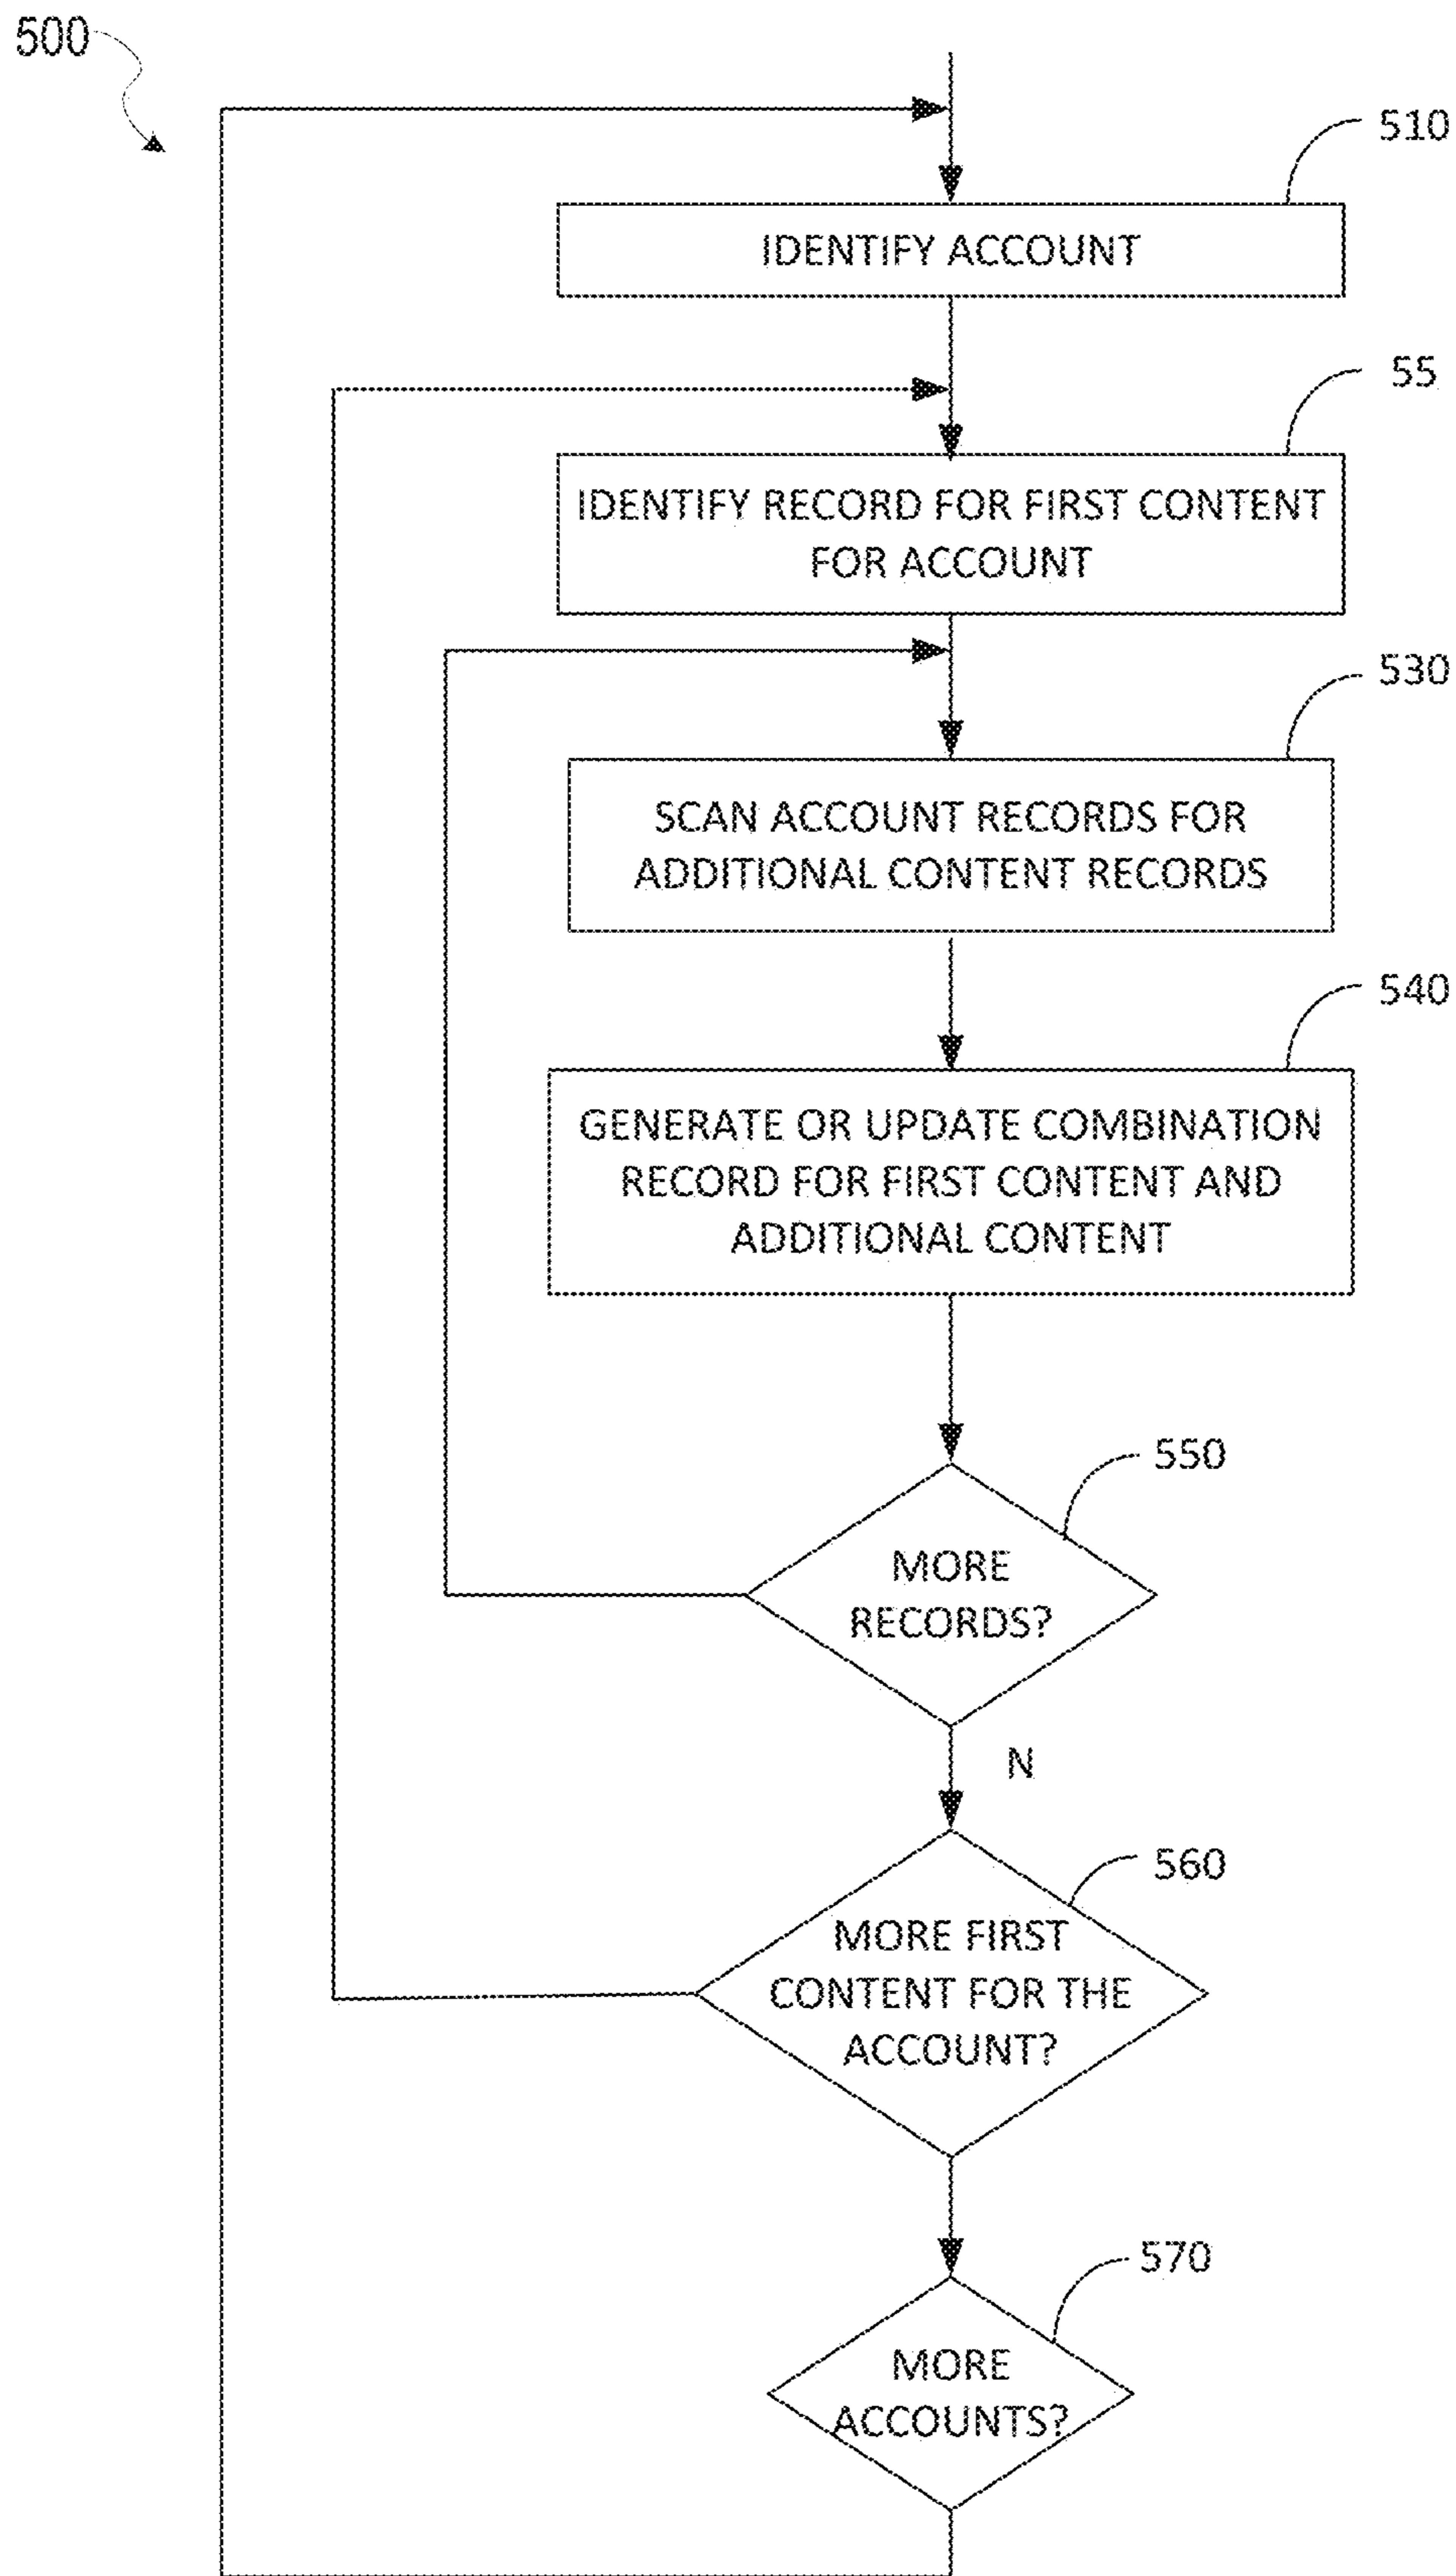 500
510
IDENTIFY ACCOUNT
55
IDENTIFY RECORD FOR FIRST CONTENT
FOR ACCOUNT
530
SCAN ACCOUNT RECORDS FOR
ADDITIONAL CONTENT RECORDS
540
GENERATE OR UPDATE COMBINATION
RECORD FOR FIRST CONTENT AND
ADDITIONAL CONTENT
550
MORE
RECORDS?
N
560
MORE FIRST
CONTENT FOR THE
ACCOUNT?
570
MORE
ACCOUNTS?